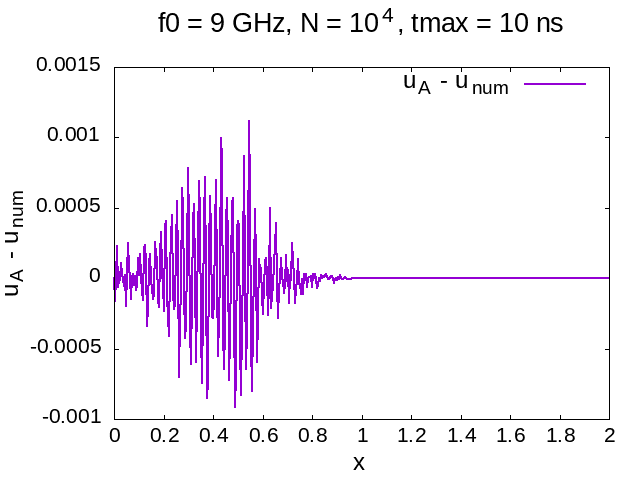 f0 = 9 GHz, N = 10⁴, tmax = 10 ns
u_A - u_num
0.0015
0.001
0.0005
0
-0.0005
-0.001
u_A - u_num
0 0.2 0.4 0.6 0.8 1 1.2 1.4 1.6 1.8 2
x